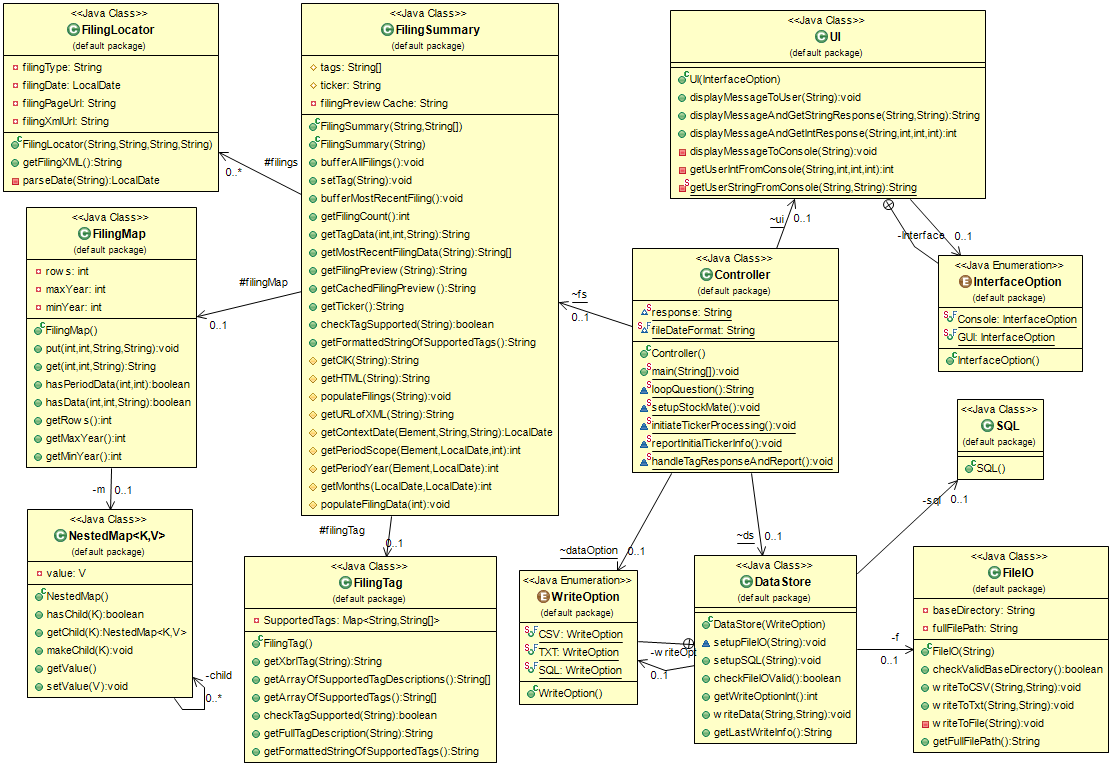 <<Java Class>>
FilingLocator
(default package)
filingType: String
filingDate: LocalDate
filingPageUrl: String
filingXmlUrl: String
FilingLocator(String,String,String,String)
getFilingXML():String
parseDate(String):LocalDate
<<Java Class>>
FilingSummary
(default package)
tags: String[]
ticker: String
filingPreviewCache: String
FilingSummary(String,String[])
FilingSummary(String)
bufferAllFilings():void
setTag(String):void
bufferMostRecentFiling():void
getFilingCount():int
getTagData(int,int,String):String
getMostRecentFilingData(String):String[]
getFilingPreview(String):String
getCachedFilingPreview():String
getTicker():String
checkTagSupported(String):boolean
getFormattedStringOfSupportedTags():String
getCIK(String):String
getHTML(String):String
populateFilings(String):void
getURLofXML(String):String
getContextDate(Element,String,String):LocalDate
getPeriodScope(Element,LocalDate,int):int
getPeriodYear(Element,LocalDate):int
getMonths(LocalDate,LocalDate):int
populateFilingData(int):void
<<Java Class>>
UI
(default package)
UI(InterfaceOption)
displayMessageToUser(String):void
displayMessageAndGetStringResponse(String,String):String
displayMessageAndGetIntResponse(String,int,int,int):int
displayMessageToConsole(String):void
getUserIntFromConsole(String,int,int,int):int
getUserStringFromConsole(String,String):String
#filings
0..*
<<Java Class>>
FilingMap
(default package)
rows: int
maxYear: int
minYear: int
FilingMap()
put(int,int,String,String):void
get(int,int,String):String
hasPeriodData(int,int):boolean
hasData(int,int,String):boolean
getRows():int
getMaxYear():int
getMinYear():int
#filingMap
0..1
~ui
0..1
-interface
0..1
<<Java Class>>
Controller
(default package)
response: String
fileDateFormat: String
Controller()
main(String[]):void
loopQuestion():String
setupStockMate():void
initiateTickerProcessing():void
reportInitialTickerInfo():void
handleTagResponseAndReport():void
<<Java Enumeration>>
InterfaceOption
(default package)
Console: InterfaceOption
GUI: InterfaceOption
InterfaceOption()
~fs
0..1
<<Java Class>>
SQL
(default package)
SQL()
-sql
0..1
-m
0..1
<<Java Class>>
NestedMap<K,V>
(default package)
value: V
NestedMap()
hasChild(K):boolean
getChild(K):NestedMap<K,V>
makeChild(K):void
getValue()
setValue(V):void
-child
0..*
#filingTag
0..1
<<Java Class>>
FilingTag
(default package)
SupportedTags: Map<String,String[]>
FilingTag()
getXbrlTag(String):String
getArrayOfSupportedTagDescriptions():String[]
getArrayOfSupportedTags():String[]
checkTagSupported(String):boolean
getFullTagDescription(String):String
getFormattedStringOfSupportedTags():String
~dataOption
0..1
~ds
0..1
<<Java Enumeration>>
WriteOption
(default package)
CSV: WriteOption
TXT: WriteOption
SQL: WriteOption
WriteOption()
-writeOpt
0..1
<<Java Class>>
DataStore
(default package)
DataStore(WriteOption)
setupFileIO(String):void
setupSQL(String):void
checkFileIOValid():boolean
getWriteOptionInt():int
writeData(String,String):void
getLastWriteInfo():String
-f
0..1
<<Java Class>>
FileIO
(default package)
baseDirectory: String
fullFilePath: String
FileIO(String)
checkValidBaseDirectory():boolean
writeToCSV(String,String):void
writeToTxt(String,String):void
writeToFile(String):void
getFullFilePath():String